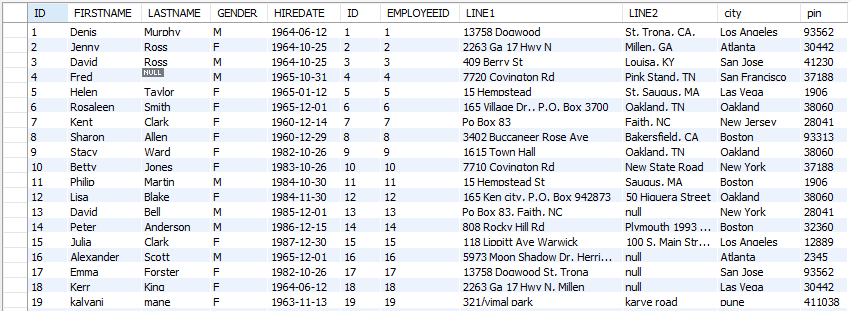 ID FIRSTNAME LASTNAME GENDER HIREDATE ID EMPLOYEEID LINE1 LINE2 city pin
1 Denis Murphy M 1964-06-12 1 1 13758 Dogwood St. Trona, CA. Los Angeles 93562
2 Jenny Ross F 1964-10-25 2 2 2263 Ga 17 Hwy N Millen, GA Atlanta 30442
3 David Ross M 1964-10-25 3 3 409 Berry St Louisa, KY San Jose 41230
4 Fred NULL M 1965-10-31 4 4 7720 Covington Rd Pink Stand, TN San Francisco 37188
5 Helen Taylor F 1965-01-12 5 5 15 Hempstead St. Saugus, MA Las Vegas 1906
6 Rosaleen Smith F 1965-12-01 6 6 165 Village Dr., P.O. Box 3700 Oakland, TN Oakland 38060
7 Kent Clark F 1960-12-14 7 7 Po Box 83 Faith, NC New Jersey 28041
8 Sharon Allen F 1960-12-29 8 8 3402 Buccaneer Rose Ave Bakersfield, CA Boston 93313
9 Stacy Ward F 1982-10-26 9 9 1615 Town Hall Oakland, TN Oakland 38060
10 Betty Jones F 1983-10-26 10 10 7710 Covington Rd New State Road New York 37188
11 Philip Martin M 1984-10-30 11 11 15 Hempstead St Saugus, MA Boston 1906
12 Lisa Blake F 1984-11-30 12 12 165 Ken city, P.O. Box 942873 50 Higuera Street Oakland 38060
13 David Bell M 1985-12-01 13 13 Po Box 83, Faith, NC null New York 28041
14 Peter Anderson M 1986-12-15 14 14 808 Rocky Hill Rd Plymouth 1993 ... Boston 32360
15 Julia Clark F 1987-12-30 15 15 118 Lippitt Ave Warwick 100 S. Main Str... Los Angeles 12889
16 Alexander Scott M 1965-12-01 16 16 5973 Moon Shadow Dr. Herri... null Atlanta 2345
17 Emma Forster F 1982-10-26 17 17 13758 Dogwood St. Trona null San Jose 93562
18 Kerr King F 1964-06-12 18 18 2263 Ga 17 Hwy N, Millen null Las Vegas 30442
19 kalyani mane F 1963-11-13 19 19 321/vimal park karve road pune 411038